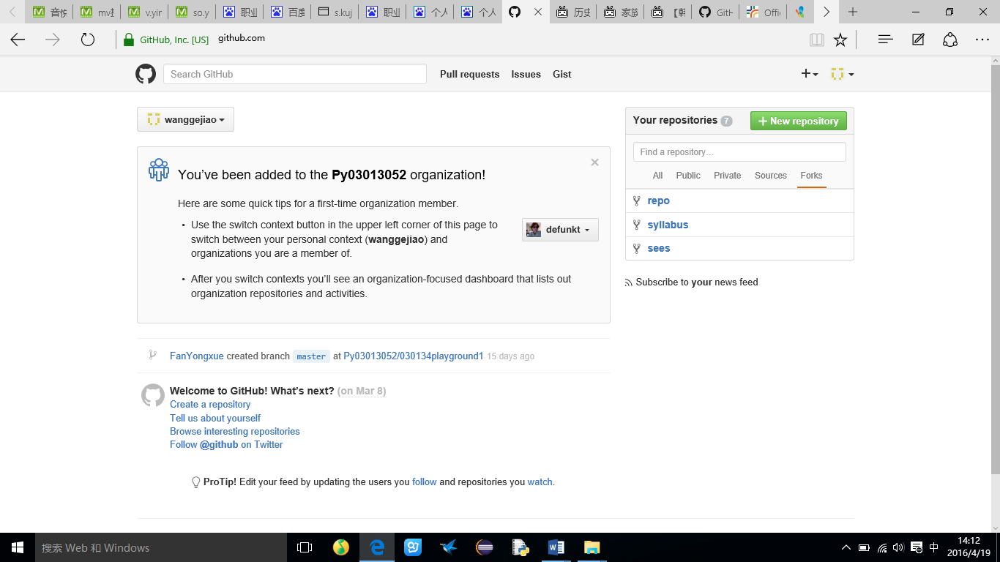 音悦
mv播
v.yir
so.y
职业
百度
s.kuj
职业
个人
个人
历史
家族
【韩
GitH
Offic
GitHub, Inc. [US] github.com
Search GitHub
Pull requests Issues Gist
wanggejiao
Your repositories 7
New repository
You’ve been added to the Py03013052 organization!
Find a repository…
All Public Private Sources Forks
Here are some quick tips for a first-time organization member.
repo
• Use the switch context button in the upper left corner of this page to
switch between your personal context (wanggejiao) and
organizations you are a member of.
defunkt
syllabus
sees
• After you switch contexts you’ll see an organization-focused dashboard that lists out
organization repositories and activities.
Subscribe to your news feed
FanYongxue created branch master at Py03013052/030134playground1 15 days ago
Welcome to GitHub! What’s next? (on Mar 8)
Create a repository
Tell us about yourself
Browse interesting repositories
Follow @github on Twitter
ProTip! Edit your feed by updating the users you follow and repositories you watch.
搜索 Web 和 Windows
中
14:12
2016/4/19